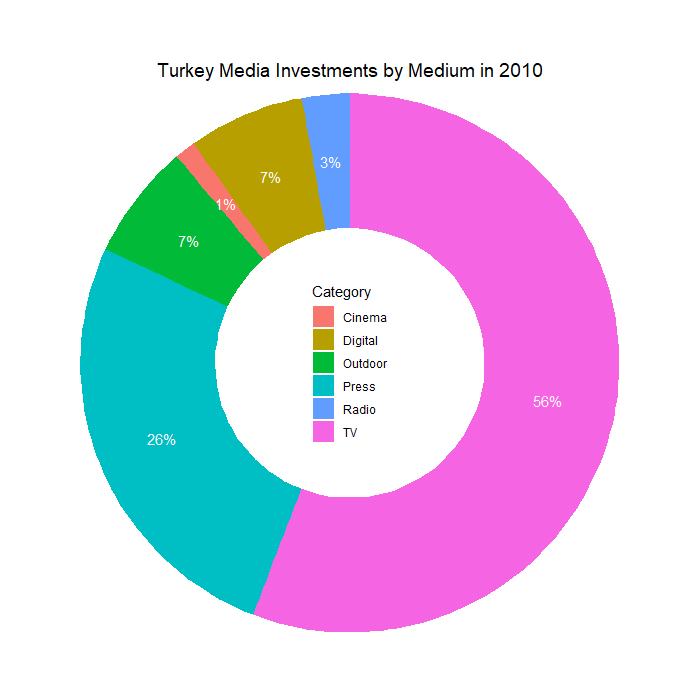 Turkey Media Investments by Medium in 2010
3%
7%
1%
7%
56%
26%
Category
Cinema
Digital
Outdoor
Press
Radio
TV